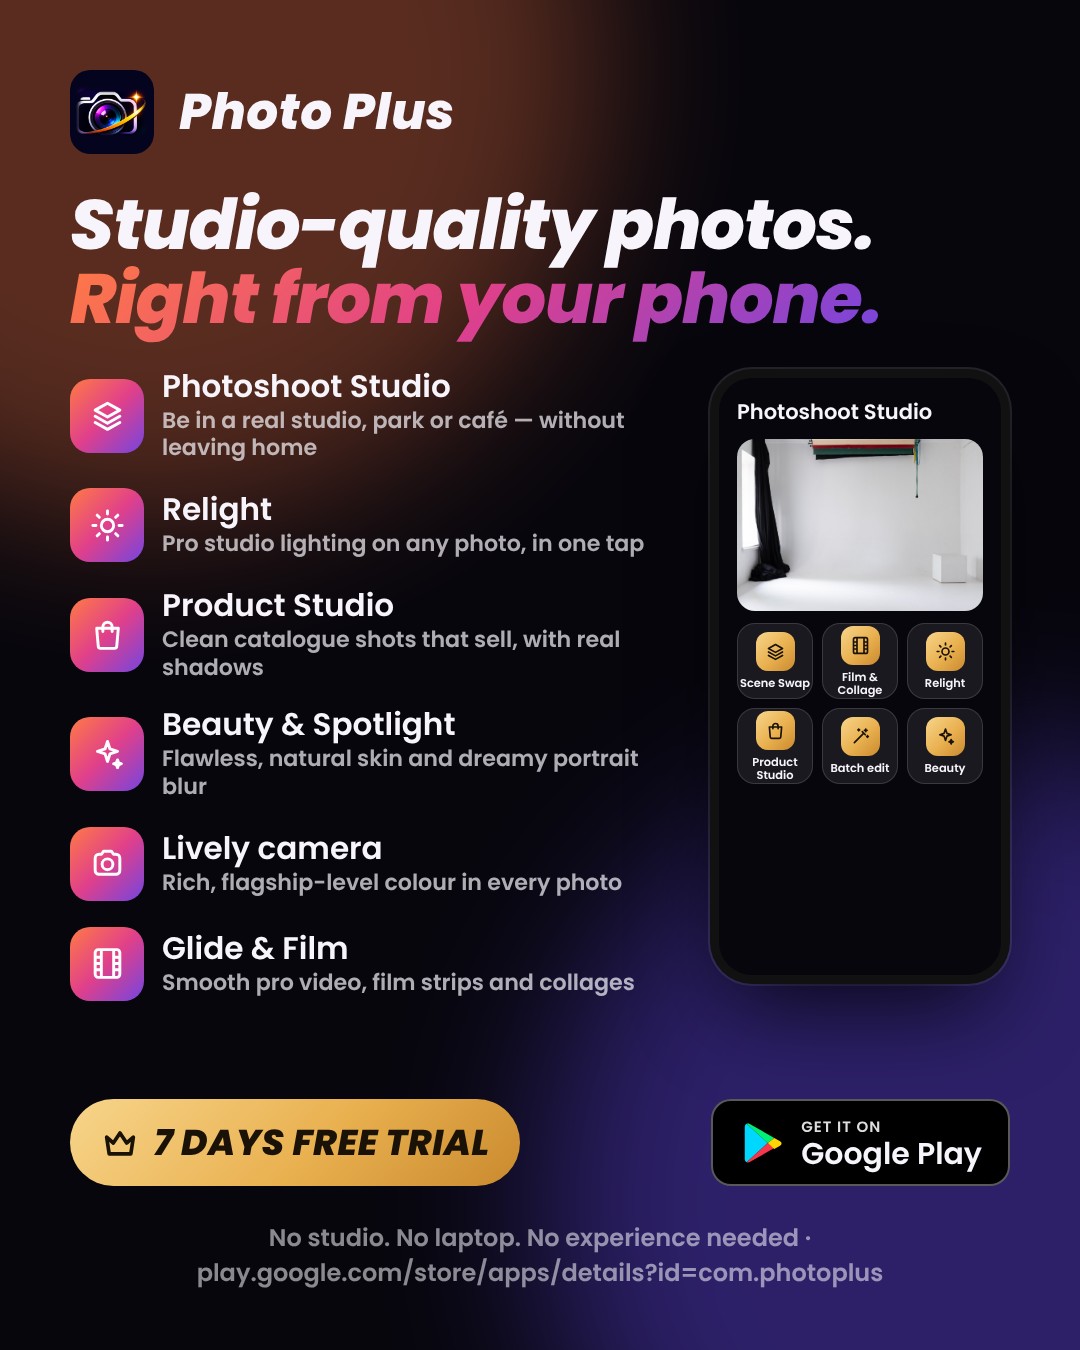 Photo Plus
Studio-quality photos.
Right from your phone.
Photoshoot Studio
Be in a real studio, park or café — without
leaving home
Relight
Pro studio lighting on any photo, in one tap
Product Studio
Clean catalogue shots that sell, with real
shadows
Beauty & Spotlight
Flawless, natural skin and dreamy portrait
blur
Lively camera
Rich, flagship-level colour in every photo
Glide & Film
Smooth pro video, film strips and collages
Photoshoot Studio
Scene Swap
Film &
Collage
Relight
Product
Studio
Batch edit
Beauty
7 DAYS FREE TRIAL
GET IT ON
Google Play
No studio. No laptop. No experience needed ·
play.google.com/store/apps/details?id=com.photoplus